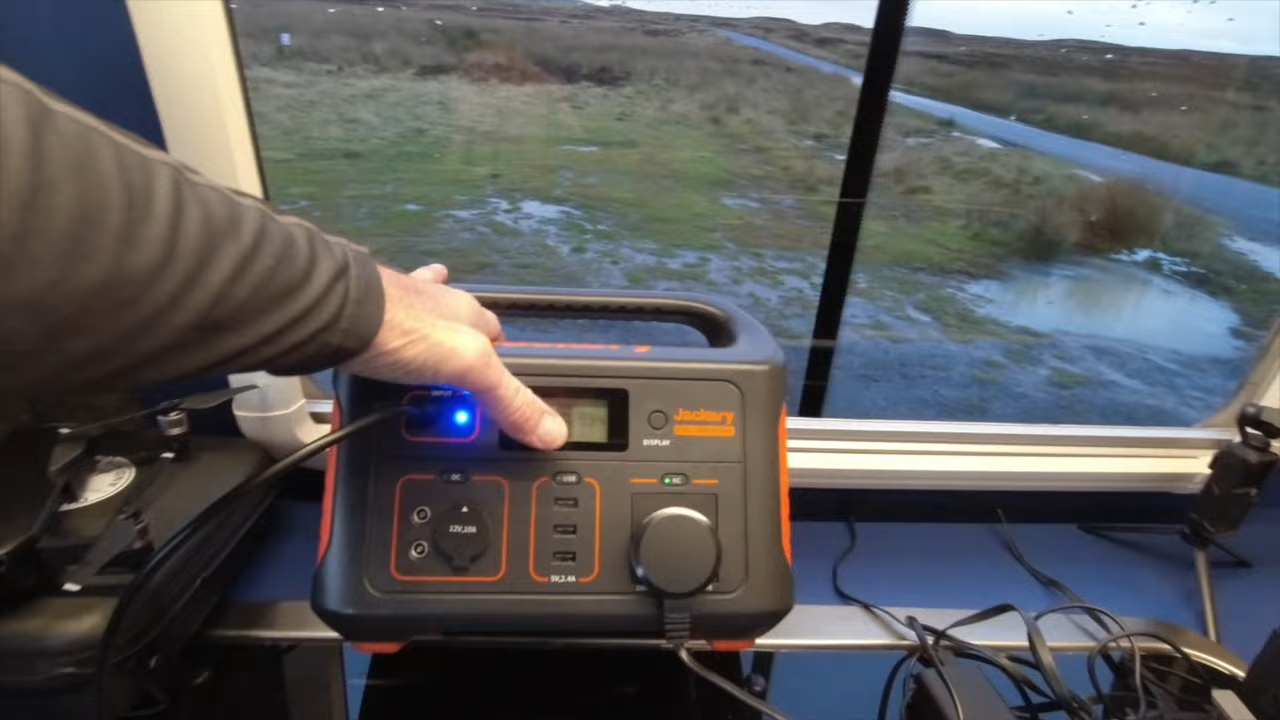 INPUT
Jackery
DISPLAY
DC
USB
AC
12V,10A
5V,2.4A